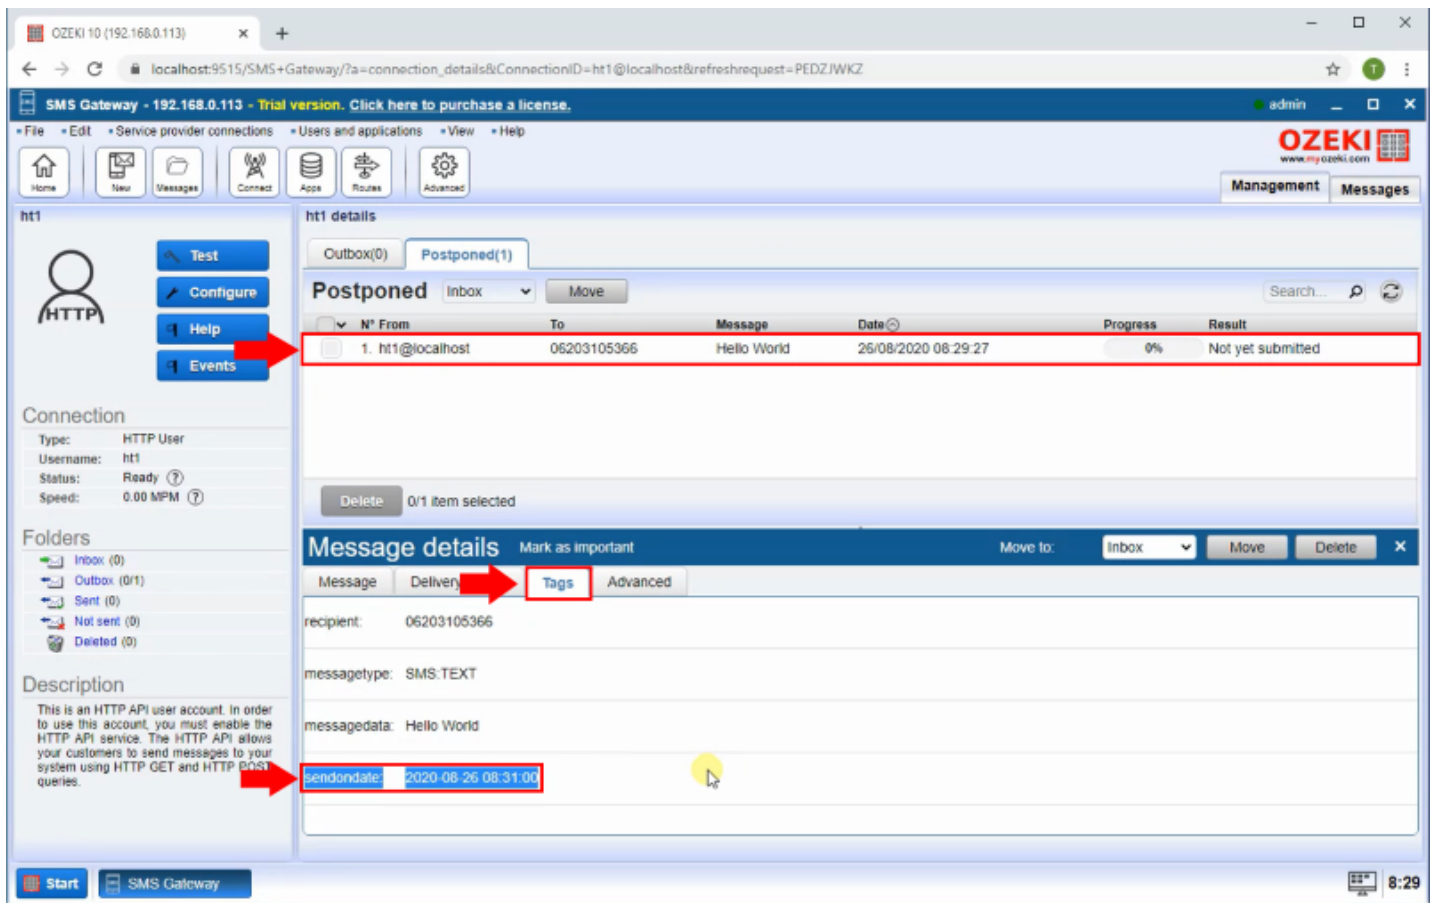 OZEKI 10 (192.168.0.113)
localhost:9515/SMS+Gateway/?a=connection_details&ConnectionID=ht1@localhost&refreshrequest=PEDZJWKZ
T
SMS Gateway - 192.168.0.113 - Trial version. Click here to purchase a license.
admin
File Edit Service provider connections Users and applications View Help
OZEKI
www.myozeki.com
Home New Messages Connect Apps Routes Advanced
Management Messages
ht1
ht1 details
Test
Configure
Help
Events
HTTP
Outbox(0) Postponed(1)
Postponed Inbox Move
Search...
N° From To Message Date Progress Result
1. ht1@localhost 06203105366 Hello World 26/08/2020 08:29:27 0% Not yet submitted
Connection
Type: HTTP User
Username: ht1
Status: Ready ?
Speed: 0.00 MPM ?
Delete 0/1 item selected
Folders
Inbox (0)
Outbox (0/1)
Sent (0)
Not sent (0)
Deleted (0)
Message details Mark as important Move to: Inbox Move Delete
Message Delivery Tags Advanced
recipient: 06203105366
messagetype: SMS:TEXT
messagedata: Hello World
sendondate: 2020-08-26 08:31:00
Description
This is an HTTP API user account. In order
to use this account, you must enable the
HTTP API service. The HTTP API allows
your customers to send messages to your
system using HTTP GET and HTTP POST
queries.
Start SMS Gateway
8:29